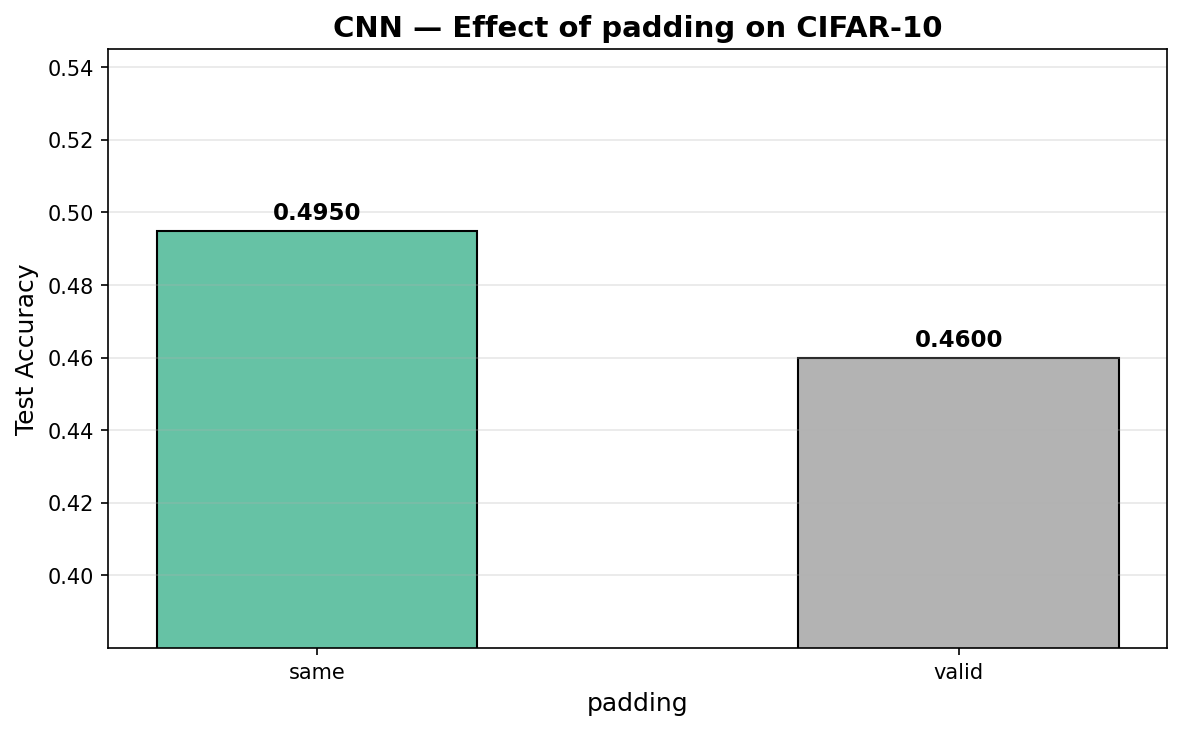 CNN — Effect of padding on CIFAR-10
0.54
0.52
0.50
0.48
0.46
0.44
0.42
0.40
Test Accuracy
0.4950
0.4600
same
valid
padding